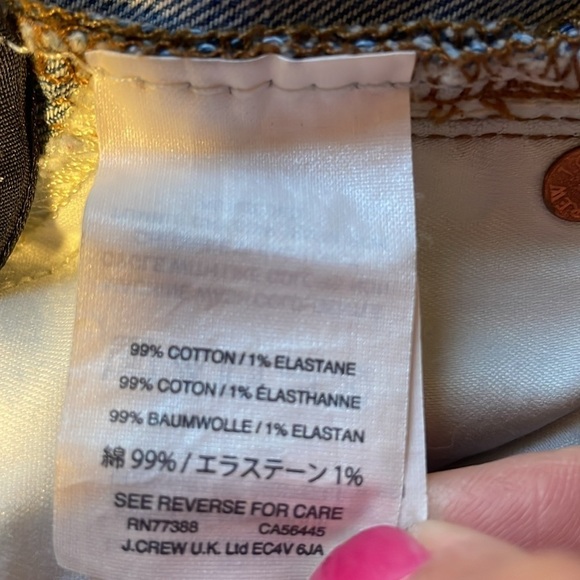 99% COTTON / 1% ELASTANE
99% COTON / 1% ÉLASTHANNE
99% BAUMWOLLE / 1% ELASTAN
綿 99% / エラステーン 1%
SEE REVERSE FOR CARE
RN77388 CA56445
J.CREW U.K. Ltd EC4V 6JA